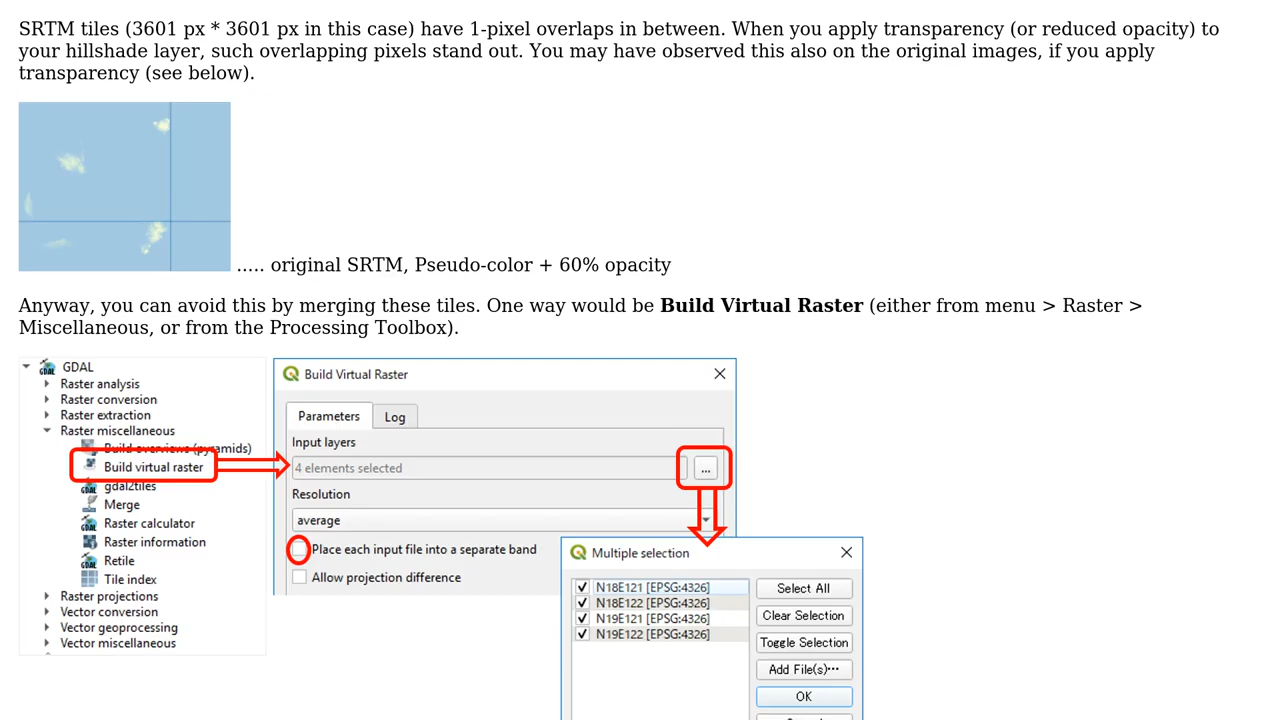 SRTM tiles (3601 px * 3601 px in this case) have 1-pixel overlaps in between. When you apply transparency (or reduced opacity) to
your hillshade layer, such overlapping pixels stand out. You may have observed this also on the original images, if you apply
transparency (see below).
..... original SRTM, Pseudo-color + 60% opacity
Anyway, you can avoid this by merging these tiles. One way would be Build Virtual Raster (either from menu > Raster >
Miscellaneous, or from the Processing Toolbox).
GDAL
Raster analysis
Raster conversion
Raster extraction
Raster miscellaneous
Build overviews (pyramids)
Build virtual raster
gdal2tiles
Merge
Raster calculator
Raster information
Retile
Tile index
Raster projections
Vector conversion
Vector geoprocessing
Vector miscellaneous
Build Virtual Raster
Parameters
Log
Input layers
4 elements selected
...
Resolution
average
Place each input file into a separate band
Allow projection difference
Multiple selection
N18E121 [EPSG:4326]
N18E122 [EPSG:4326]
N19E121 [EPSG:4326]
N19E122 [EPSG:4326]
Select All
Clear Selection
Toggle Selection
Add File(s)…
OK